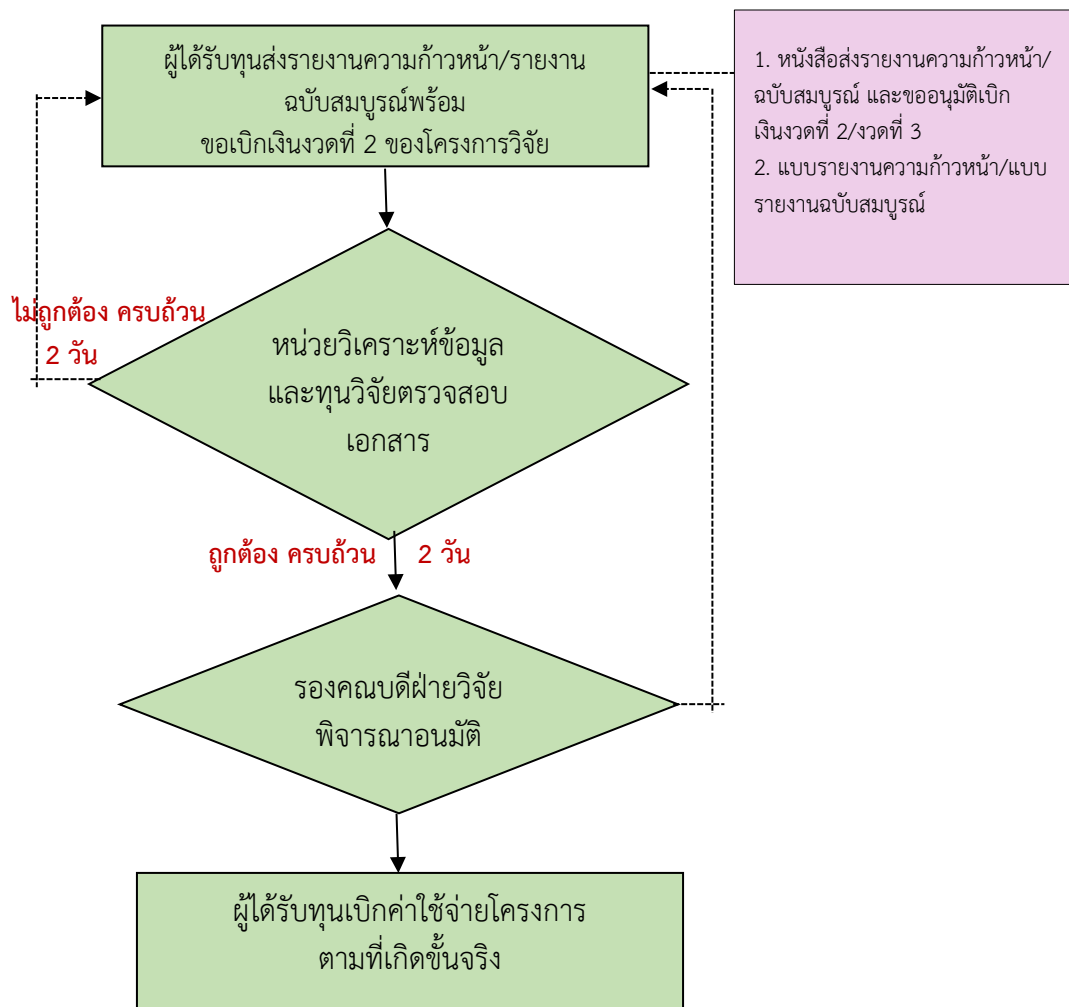 ผู้ได้รับทุนส่งรายงานความก้าวหน้า/รายงาน
ฉบับสมบูรณ์พร้อม
ขอเบิกเงินงวดที่ 2 ของโครงการวิจัย
1. หนังสือส่งรายงานความก้าวหน้า/
ฉบับสมบูรณ์ และขออนุมัติเบิก
เงินงวดที่ 2/งวดที่ 3
2. แบบรายงานความก้าวหน้า/แบบ
รายงานฉบับสมบูรณ์
ไม่ถูกต้อง ครบถ้วน
2 วัน
หน่วยวิเคราะห์ข้อมูล
และทุนวิจัยตรวจสอบ
เอกสาร
ถูกต้อง ครบถ้วน 2 วัน
รองคณบดีฝ่ายวิจัย
พิจารณาอนมัติ
ผู้ได้รับทุนเบิกค่าใช้จ่ายโครงการ
ตามที่เกิดขั้นจริง